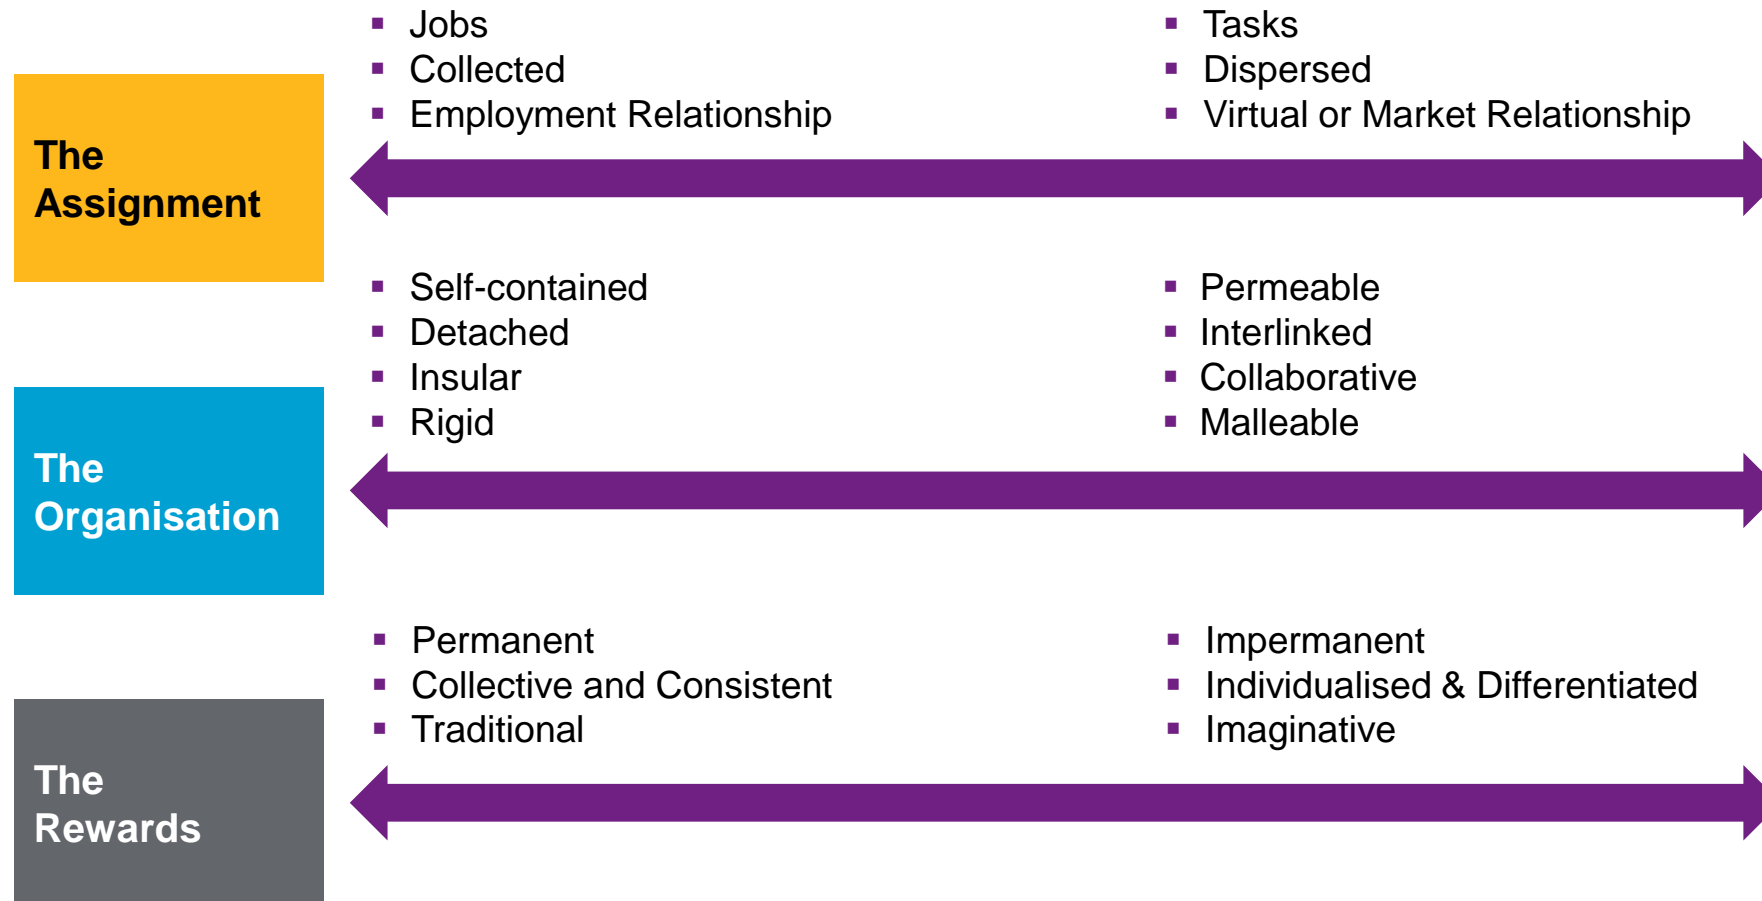 Jobs
Collected
Employment Relationship
Tasks
Dispersed
Virtual or Market Relationship
The
Assignment
Self-contained
Detached
Insular
Rigid
Permeable
Interlinked
Collaborative
Malleable
The
Organisation
Permanent
Collective and Consistent
Traditional
Impermanent
Individualised & Differentiated
Imaginative
The
Rewards